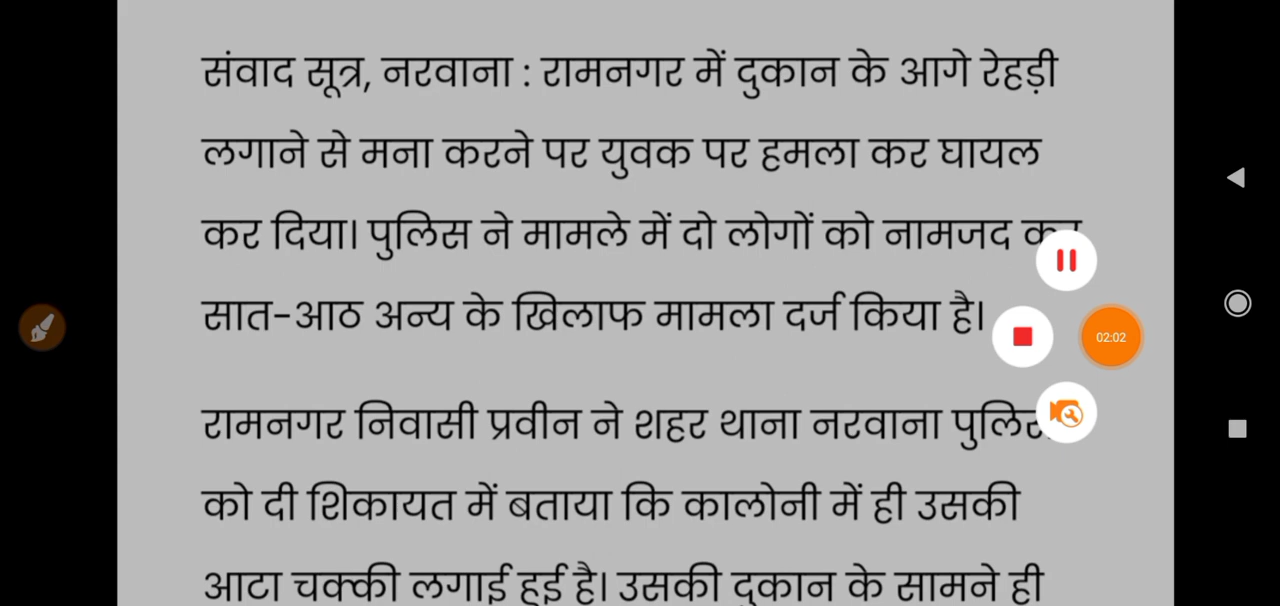 संवाद सूत्र, नरवाना : रामनगर में दुकान के आगे रेहड़ी
लगाने से मना करने पर युवक पर हमला कर घायल
कर दिया। पुलिस ने मामले में दो लोगों को नामजद कर
सात-आठ अन्य के खिलाफ मामला दर्ज किया है।
02:02
रामनगर निवासी प्रवीन ने शहर थाना नरवाना पुलिस
को दी शिकायत में बताया कि कालोनी में ही उसकी
आटा चक्की लगाई हुई है। उसकी दुकान के सामने ही